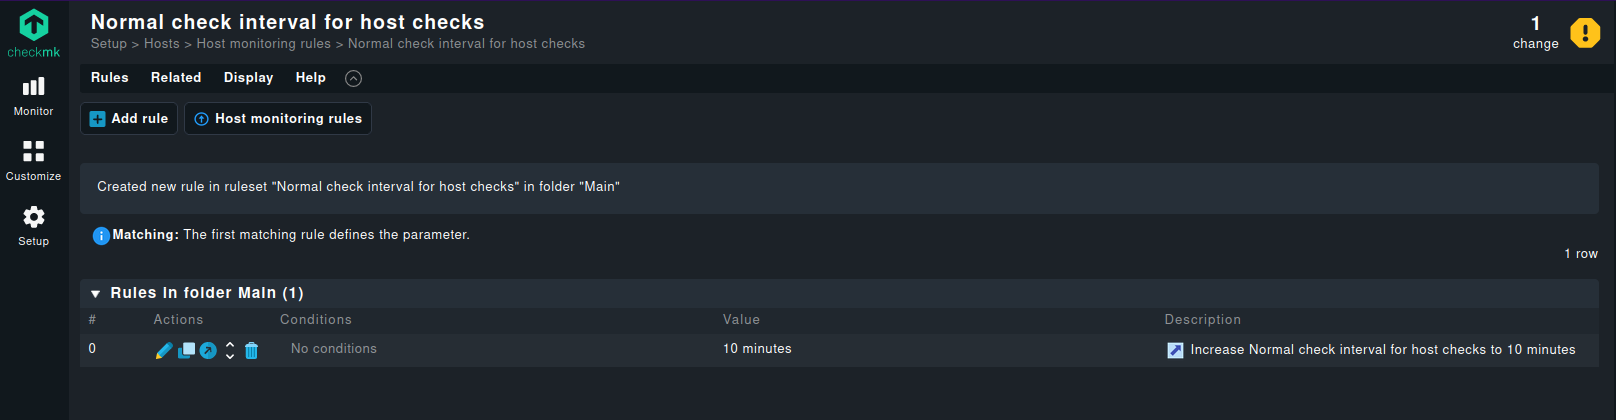 Normal check interval for host checks
Setup > Hosts > Host monitoring rules > Normal check interval for host checks
1
change
checkmk
Monitor
Customize
Setup
Rules Related Display Help
Add rule Host monitoring rules
Created new rule in ruleset "Normal check interval for host checks" in folder "Main"
Matching: The first matching rule defines the parameter.
1 row
Rules in folder Main (1)
# Actions Conditions Value Description
0 No conditions 10 minutes Increase Normal check interval for host checks to 10 minutes